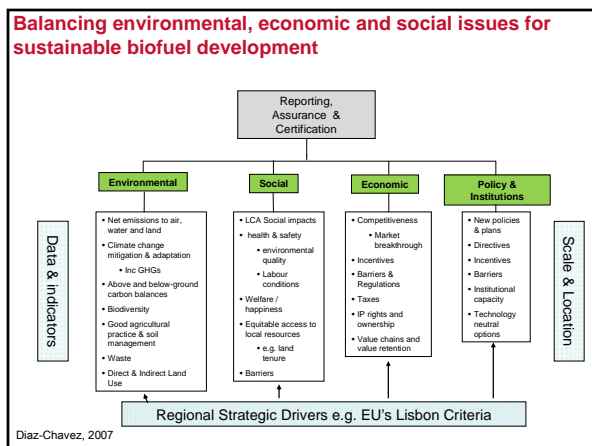 Balancing environmental, economic and social issues for
sustainable biofuel development
Reporting,
Assurance &
Certification
Environmental
Social
Economic
Policy &
Institutions
Data & indicators
• Net emissions to air,
water and land
• Climate change
mitigation & adaptation
• Inc GHGs
• Above and below-ground
carbon balances
• Biodiversity
• Good agricultural
practice & soil
management
• Waste
• Direct & Indirect Land
Use
• LCA Social impacts
• health & safety
• environmental
quality
• Labour
conditions
• Welfare /
happiness
• Equitable access to
local resources
• e.g. land
tenure
• Barriers
• Competitiveness
• Market
breakthrough
• Incentives
• Barriers &
Regulations
• Taxes
• IP rights and
ownership
• Value chains and
value retention
• New policies &
plans
• Directives
• Incentives
• Barriers
• Institutional
capacity
• Technology
neutral
options
Scale & Location
Regional Strategic Drivers e.g. EU's Lisbon Criteria
Diaz-Chavez, 2007